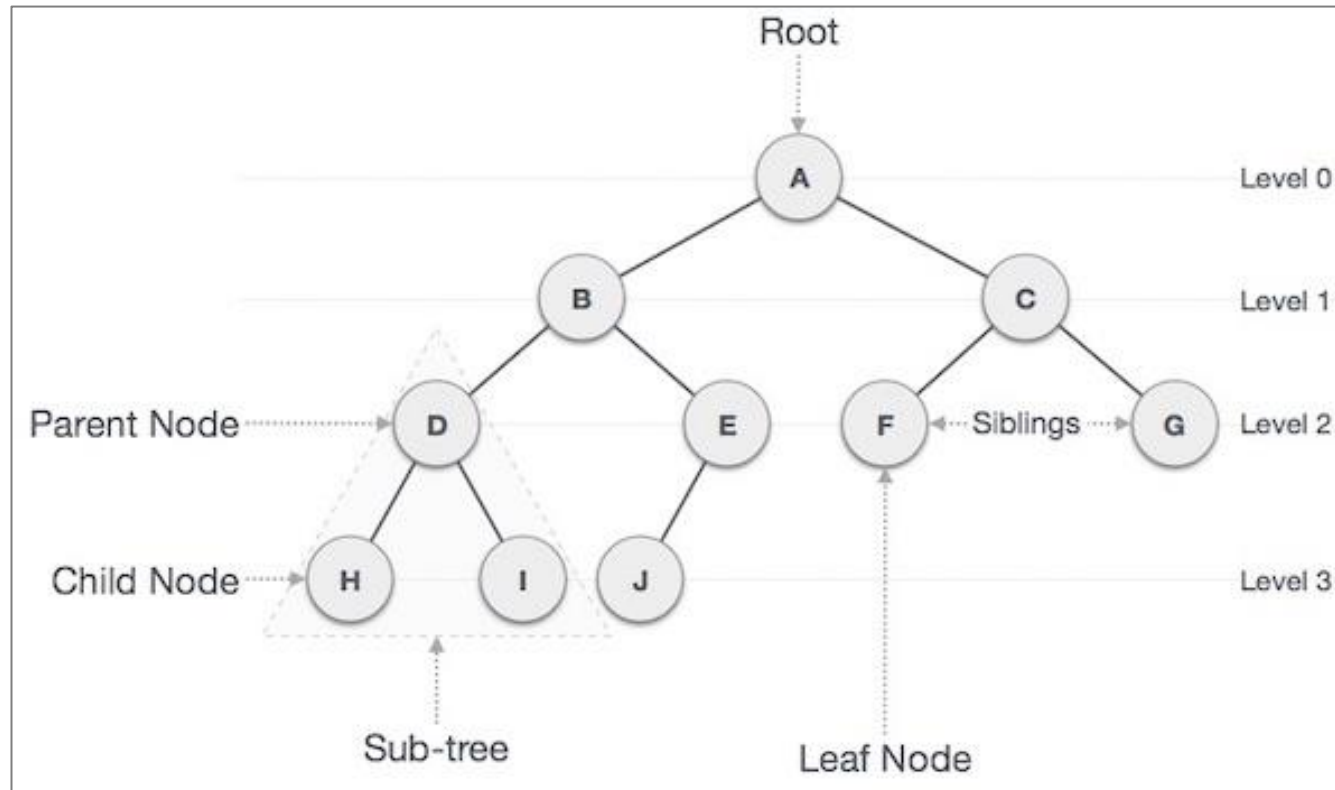 Root
A
Level 0
B
C
Level 1
Parent Node
D
E
F
Siblings
G
Level 2
Child Node
H
I
J
Level 3
Sub-tree
Leaf Node